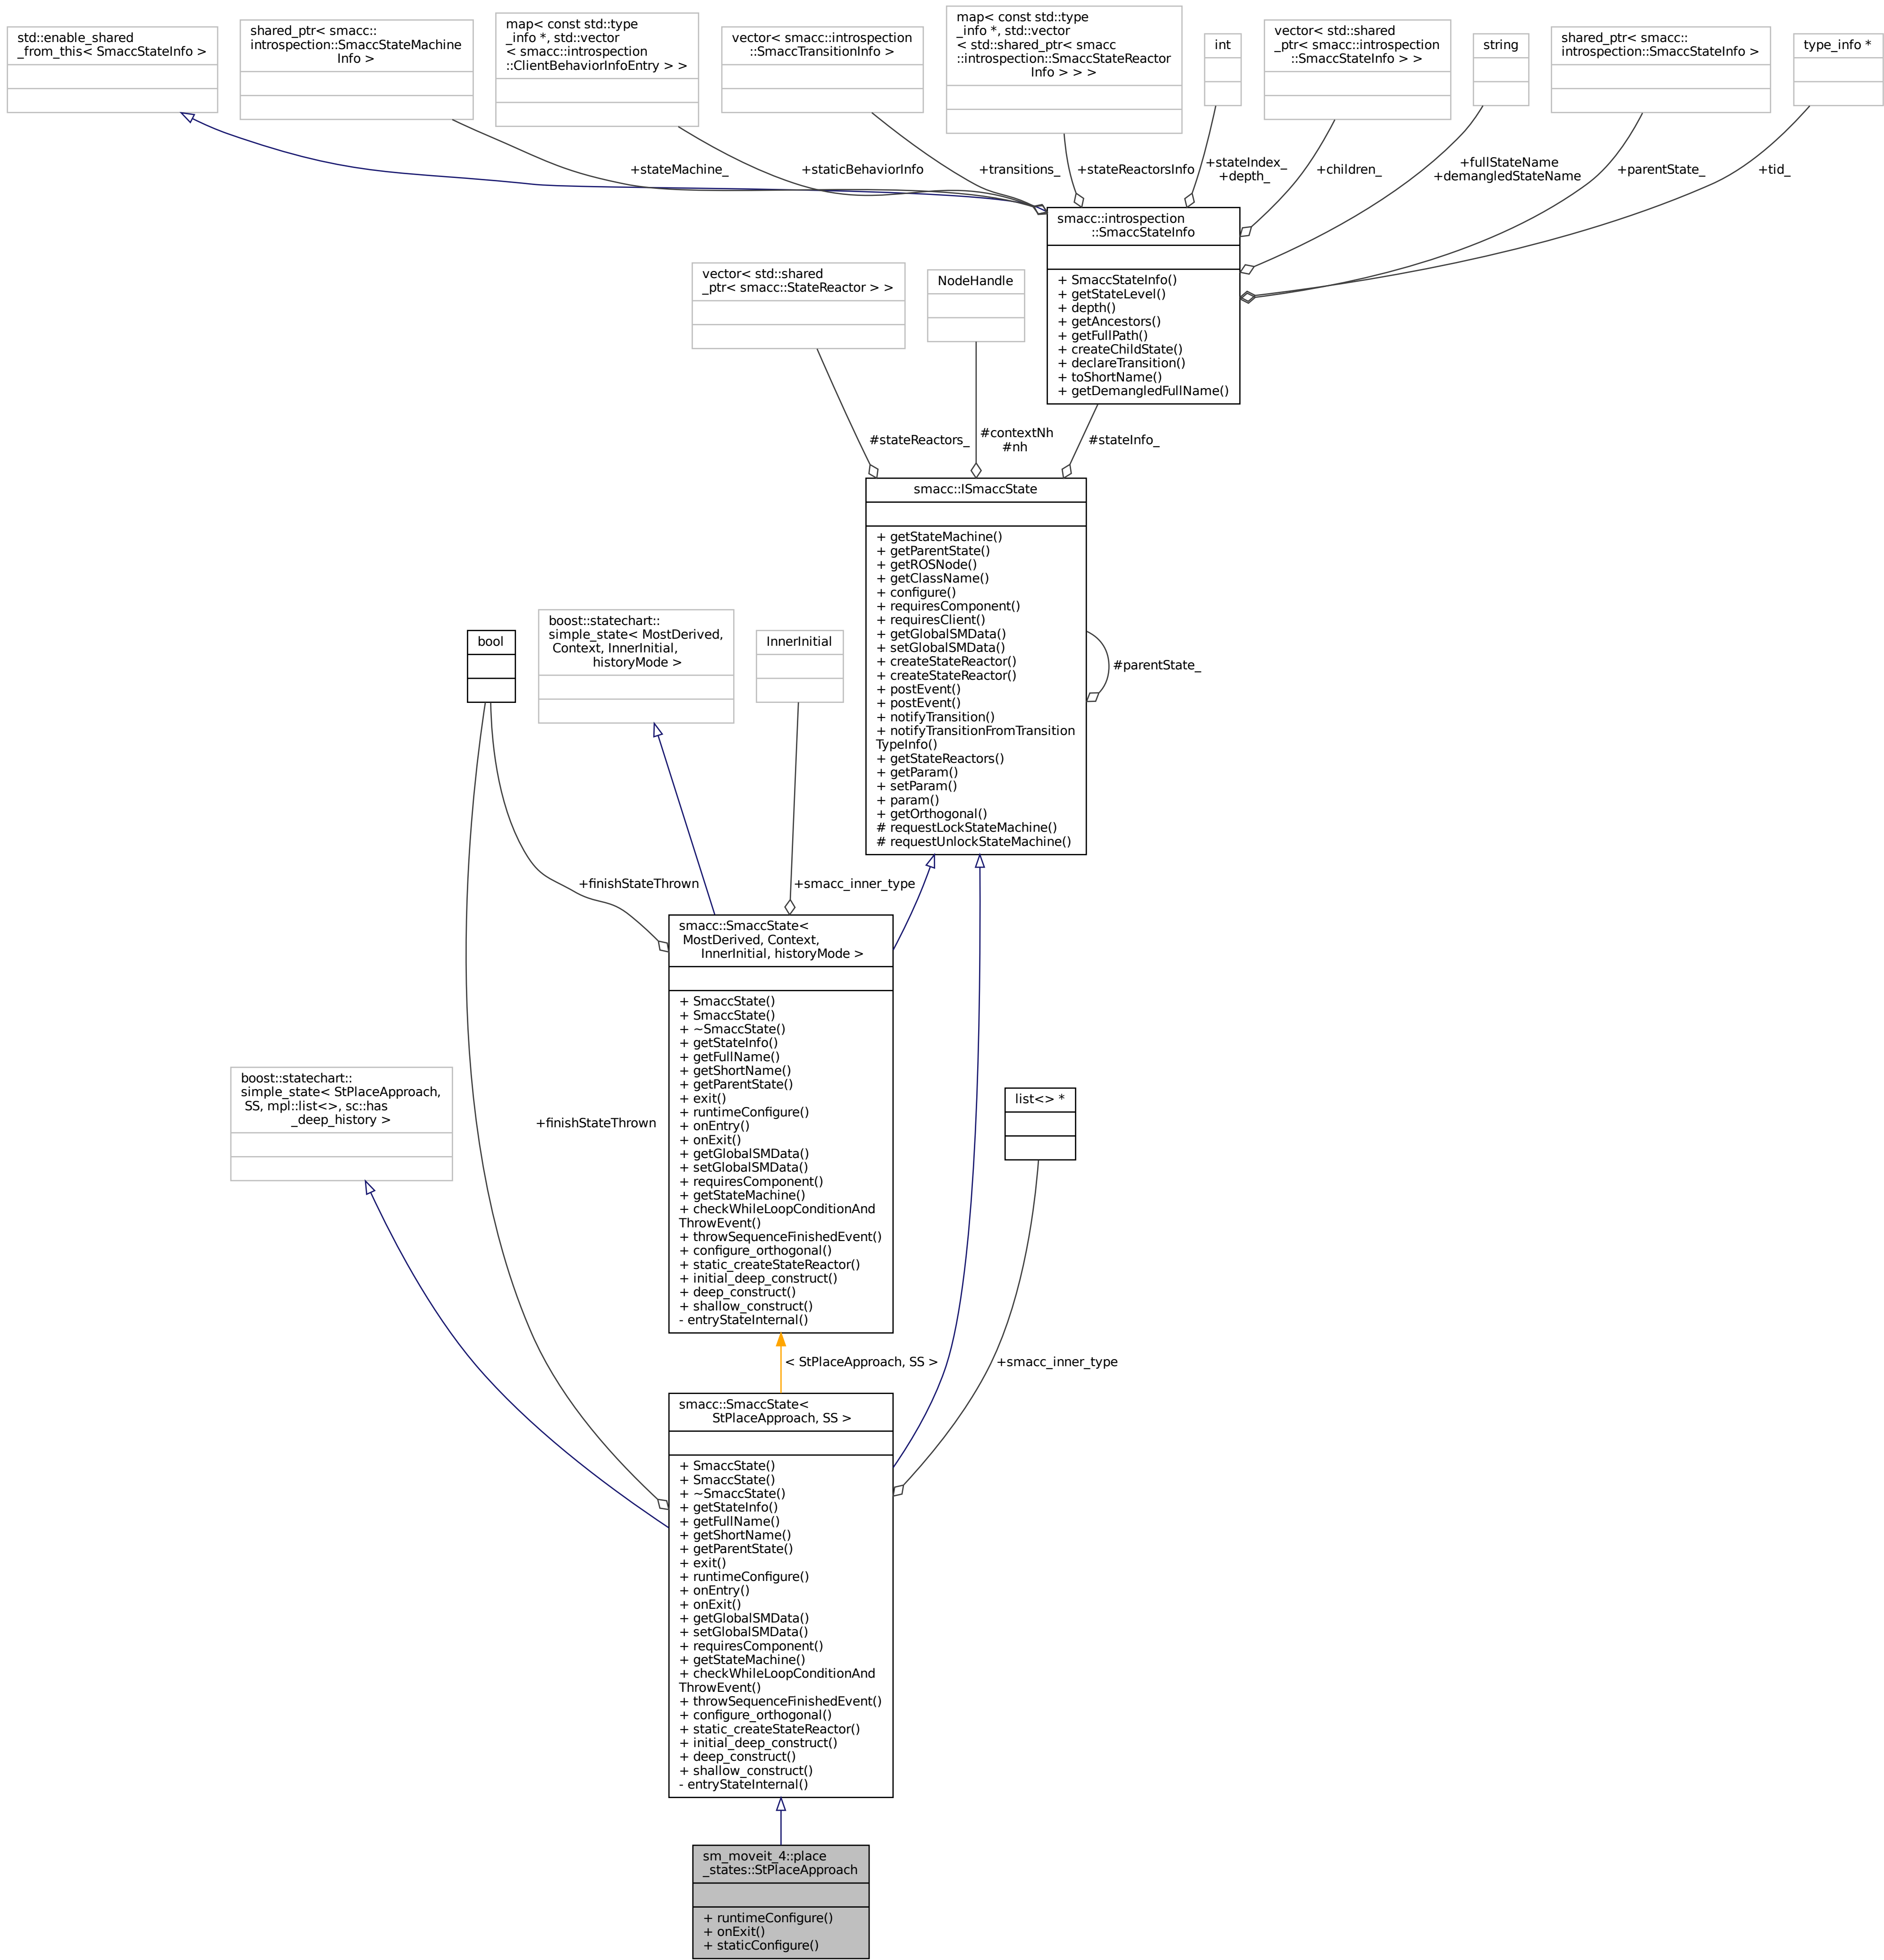 std::enable_shared
_from_this< SmaccStateInfo >
shared_ptr< smacc::
introspection::SmaccStateMachine
Info >
map< const std::type
_info *, std::vector
< smacc::introspection
::ClientBehaviorInfoEntry > >
vector< smacc::introspection
::SmaccTransitionInfo >
map< const std::type
_info *, std::vector
< std::shared_ptr< smacc
::introspection::SmaccStateReactor
Info > > >
int
vector< std::shared
_ptr< smacc::introspection
::SmaccStateInfo > >
string
shared_ptr< smacc::
introspection::SmaccStateInfo >
type_info *
+stateMachine_
+staticBehaviorInfo
+transitions_
+stateReactorsInfo
+stateIndex_
+depth_
+children_
+fullStateName
+demangledStateName
+parentState_
+tid_
smacc::introspection
::SmaccStateInfo
+ SmaccStateInfo()
+ getStateLevel()
+ depth()
+ getAncestors()
+ getFullPath()
+ createChildState()
+ declareTransition()
+ toShortName()
+ getDemangledFullName()
vector< std::shared
_ptr< smacc::StateReactor > >
NodeHandle
#stateReactors_
#contextNh
#nh
#stateInfo_
smacc::ISmaccState
+ getStateMachine()
+ getParentState()
+ getROSNode()
+ getClassName()
+ configure()
+ requiresComponent()
+ requiresClient()
+ getGlobalSMData()
+ setGlobalSMData()
+ createStateReactor()
+ createStateReactor()
+ postEvent()
+ postEvent()
+ notifyTransition()
+ notifyTransitionFromTransition
TypeInfo()
+ getStateReactors()
+ getParam()
+ setParam()
+ param()
+ getOrthogonal()
# requestLockStateMachine()
# requestUnlockStateMachine()
#parentState_
bool
boost::statechart::
simple_state< MostDerived,
Context, InnerInitial,
historyMode >
InnerInitial
+finishStateThrown
+smacc_inner_type
smacc::SmaccState<
MostDerived, Context,
InnerInitial, historyMode >
+ SmaccState()
+ SmaccState()
+ ~SmaccState()
+ getStateInfo()
+ getFullName()
+ getShortName()
+ getParentState()
+ exit()
+ runtimeConfigure()
+ onEntry()
+ onExit()
+ getGlobalSMData()
+ setGlobalSMData()
+ requiresComponent()
+ getStateMachine()
+ checkWhileLoopConditionAnd
ThrowEvent()
+ throwSequenceFinishedEvent()
+ configure_orthogonal()
+ static_createStateReactor()
+ initial_deep_construct()
+ deep_construct()
+ shallow_construct()
- entryStateInternal()
boost::statechart::
simple_state< StPlaceApproach,
SS, mpl::list<>, sc::has
_deep_history >
+finishStateThrown
list<> *
< StPlaceApproach, SS >
+smacc_inner_type
smacc::SmaccState<
StPlaceApproach, SS >
+ SmaccState()
+ SmaccState()
+ ~SmaccState()
+ getStateInfo()
+ getFullName()
+ getShortName()
+ getParentState()
+ exit()
+ runtimeConfigure()
+ onEntry()
+ onExit()
+ getGlobalSMData()
+ setGlobalSMData()
+ requiresComponent()
+ getStateMachine()
+ checkWhileLoopConditionAnd
ThrowEvent()
+ throwSequenceFinishedEvent()
+ configure_orthogonal()
+ static_createStateReactor()
+ initial_deep_construct()
+ deep_construct()
+ shallow_construct()
- entryStateInternal()
sm_moveit_4::place
_states::StPlaceApproach
+ runtimeConfigure()
+ onExit()
+ staticConfigure()